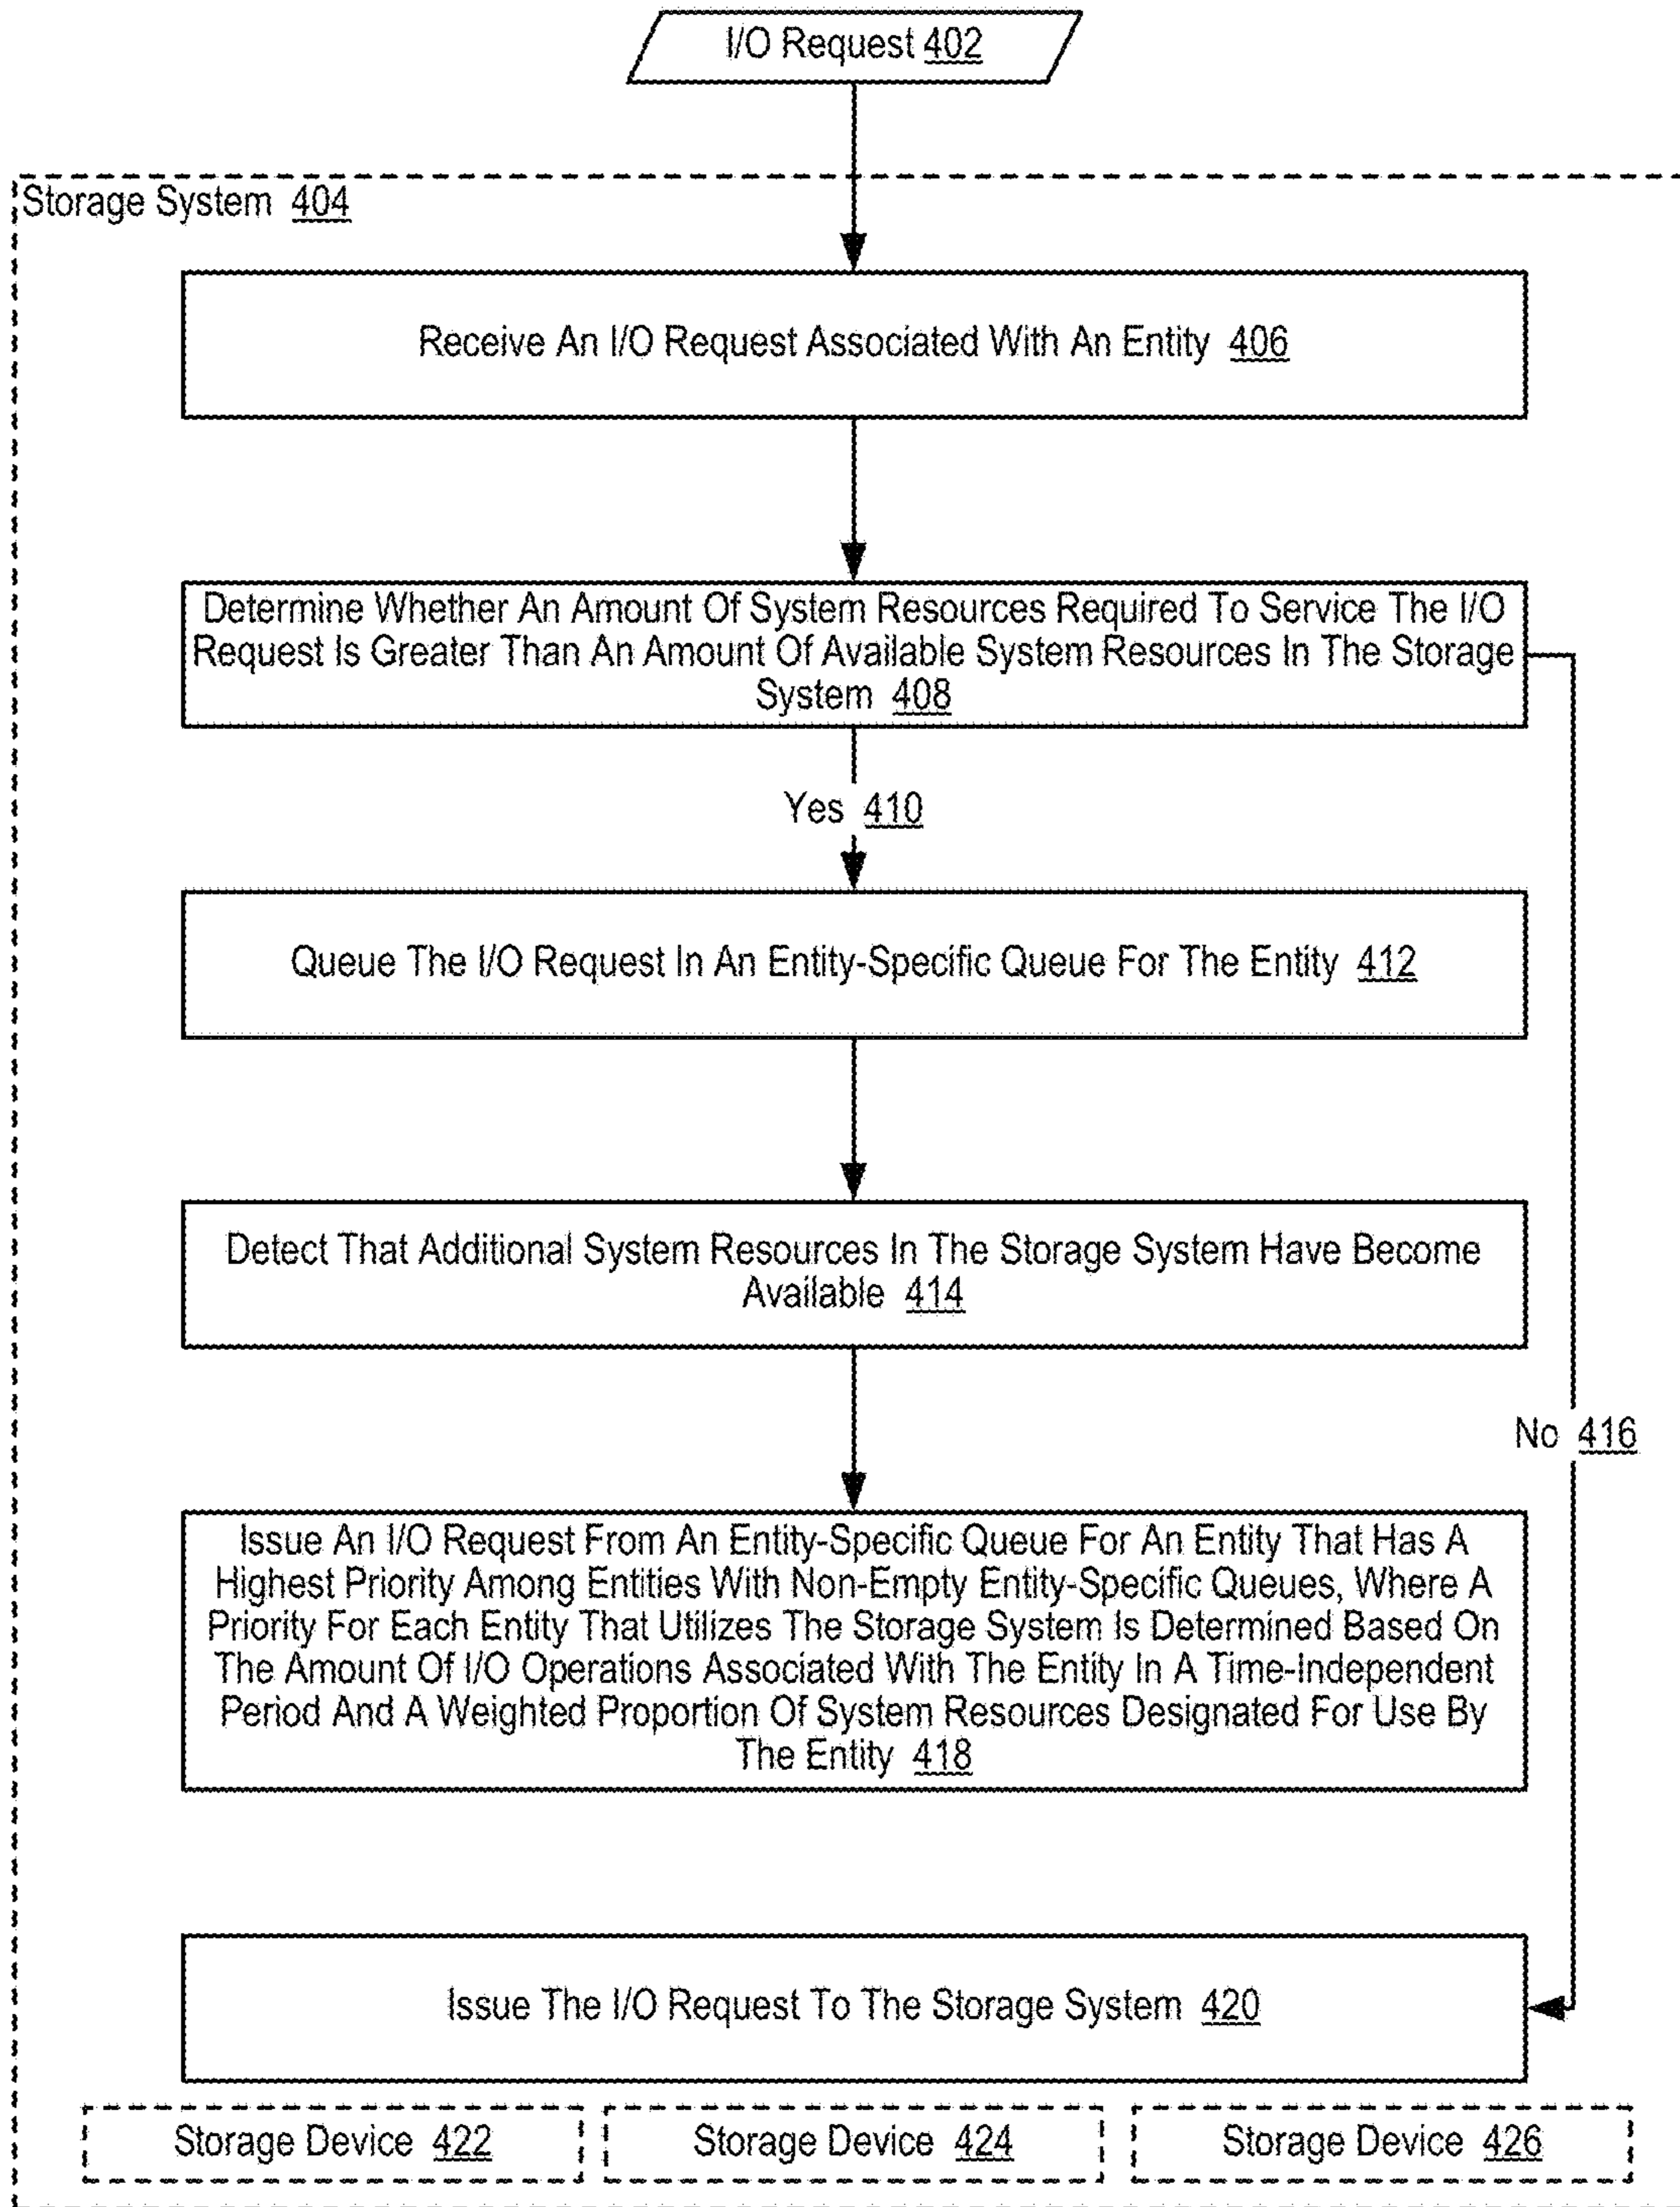 I/O Request 402
Storage System 404
Receive An I/O Request Associated With An Entity 406
Determine Whether An Amount Of System Resources Required To Service The I/O
Request Is Greater Than An Amount Of Available System Resources In The Storage
System 408
Yes 410
Queue The I/O Request In An Entity-Specific Queue For The Entity 412
Detect That Additional System Resources In The Storage System Have Become
Available 414
No 416
Issue An I/O Request From An Entity-Specific Queue For An Entity That Has A
Highest Priority Among Entities With Non-Empty Entity-Specific Queues, Where A
Priority For Each Entity That Utilizes The Storage System Is Determined Based On
The Amount Of I/O Operations Associated With The Entity In A Time-Independent
Period And A Weighted Proportion Of System Resources Designated For Use By
The Entity 418
Issue The I/O Request To The Storage System 420
Storage Device 422
Storage Device 424
Storage Device 426